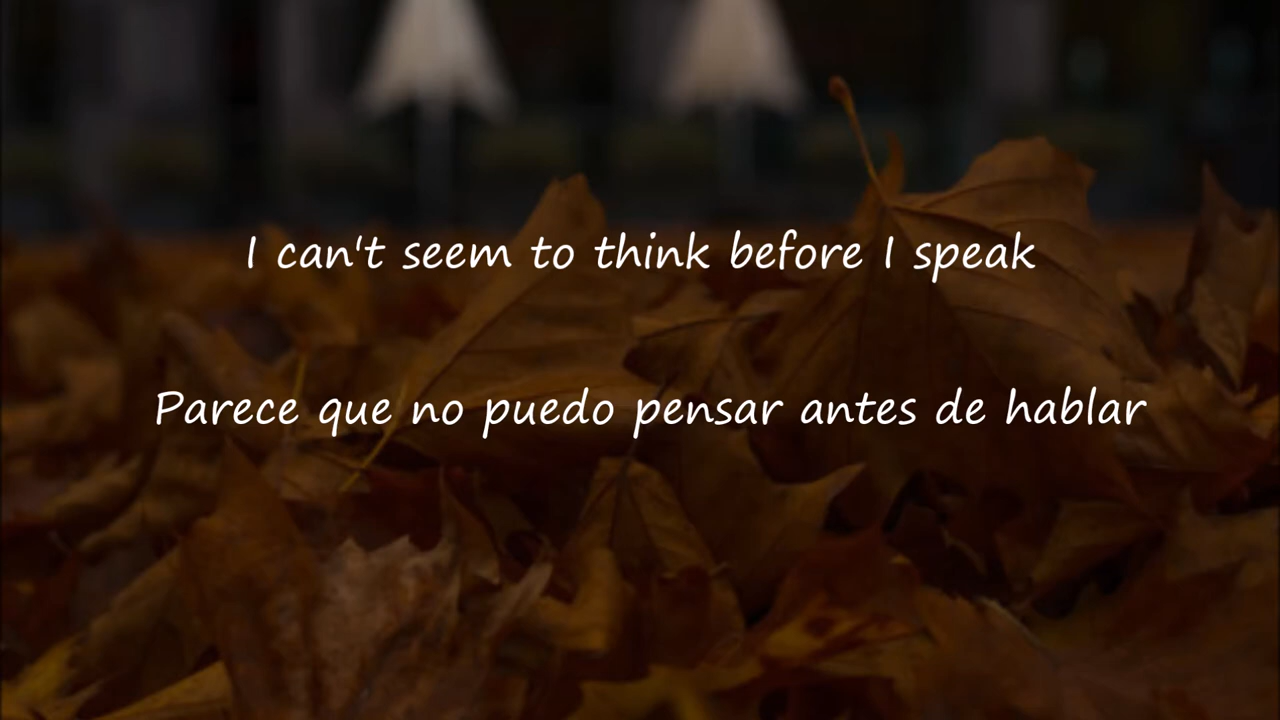 I can't seem to think before I speak
Parece que no puedo pensar antes de hablar